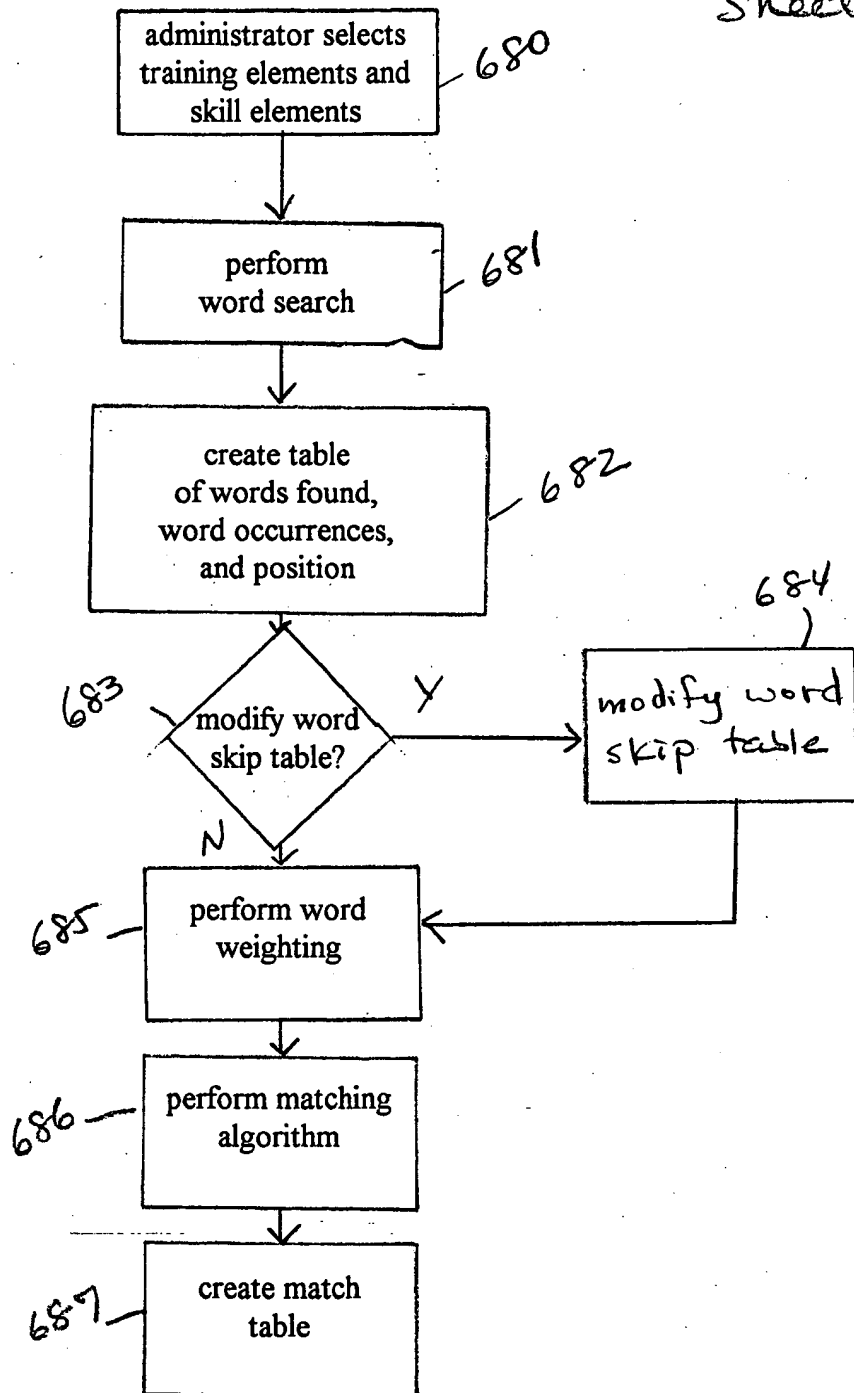 Sheet
administrator selects
training elements and
skill elements
680
perform
word search
681
create table
of words found,
word occurrences,
and position
682
683
modify word
skip table?
Y
684
modify word
skip table
N
685
perform word
weighting
686
perform matching
algorithm
687
create match
table